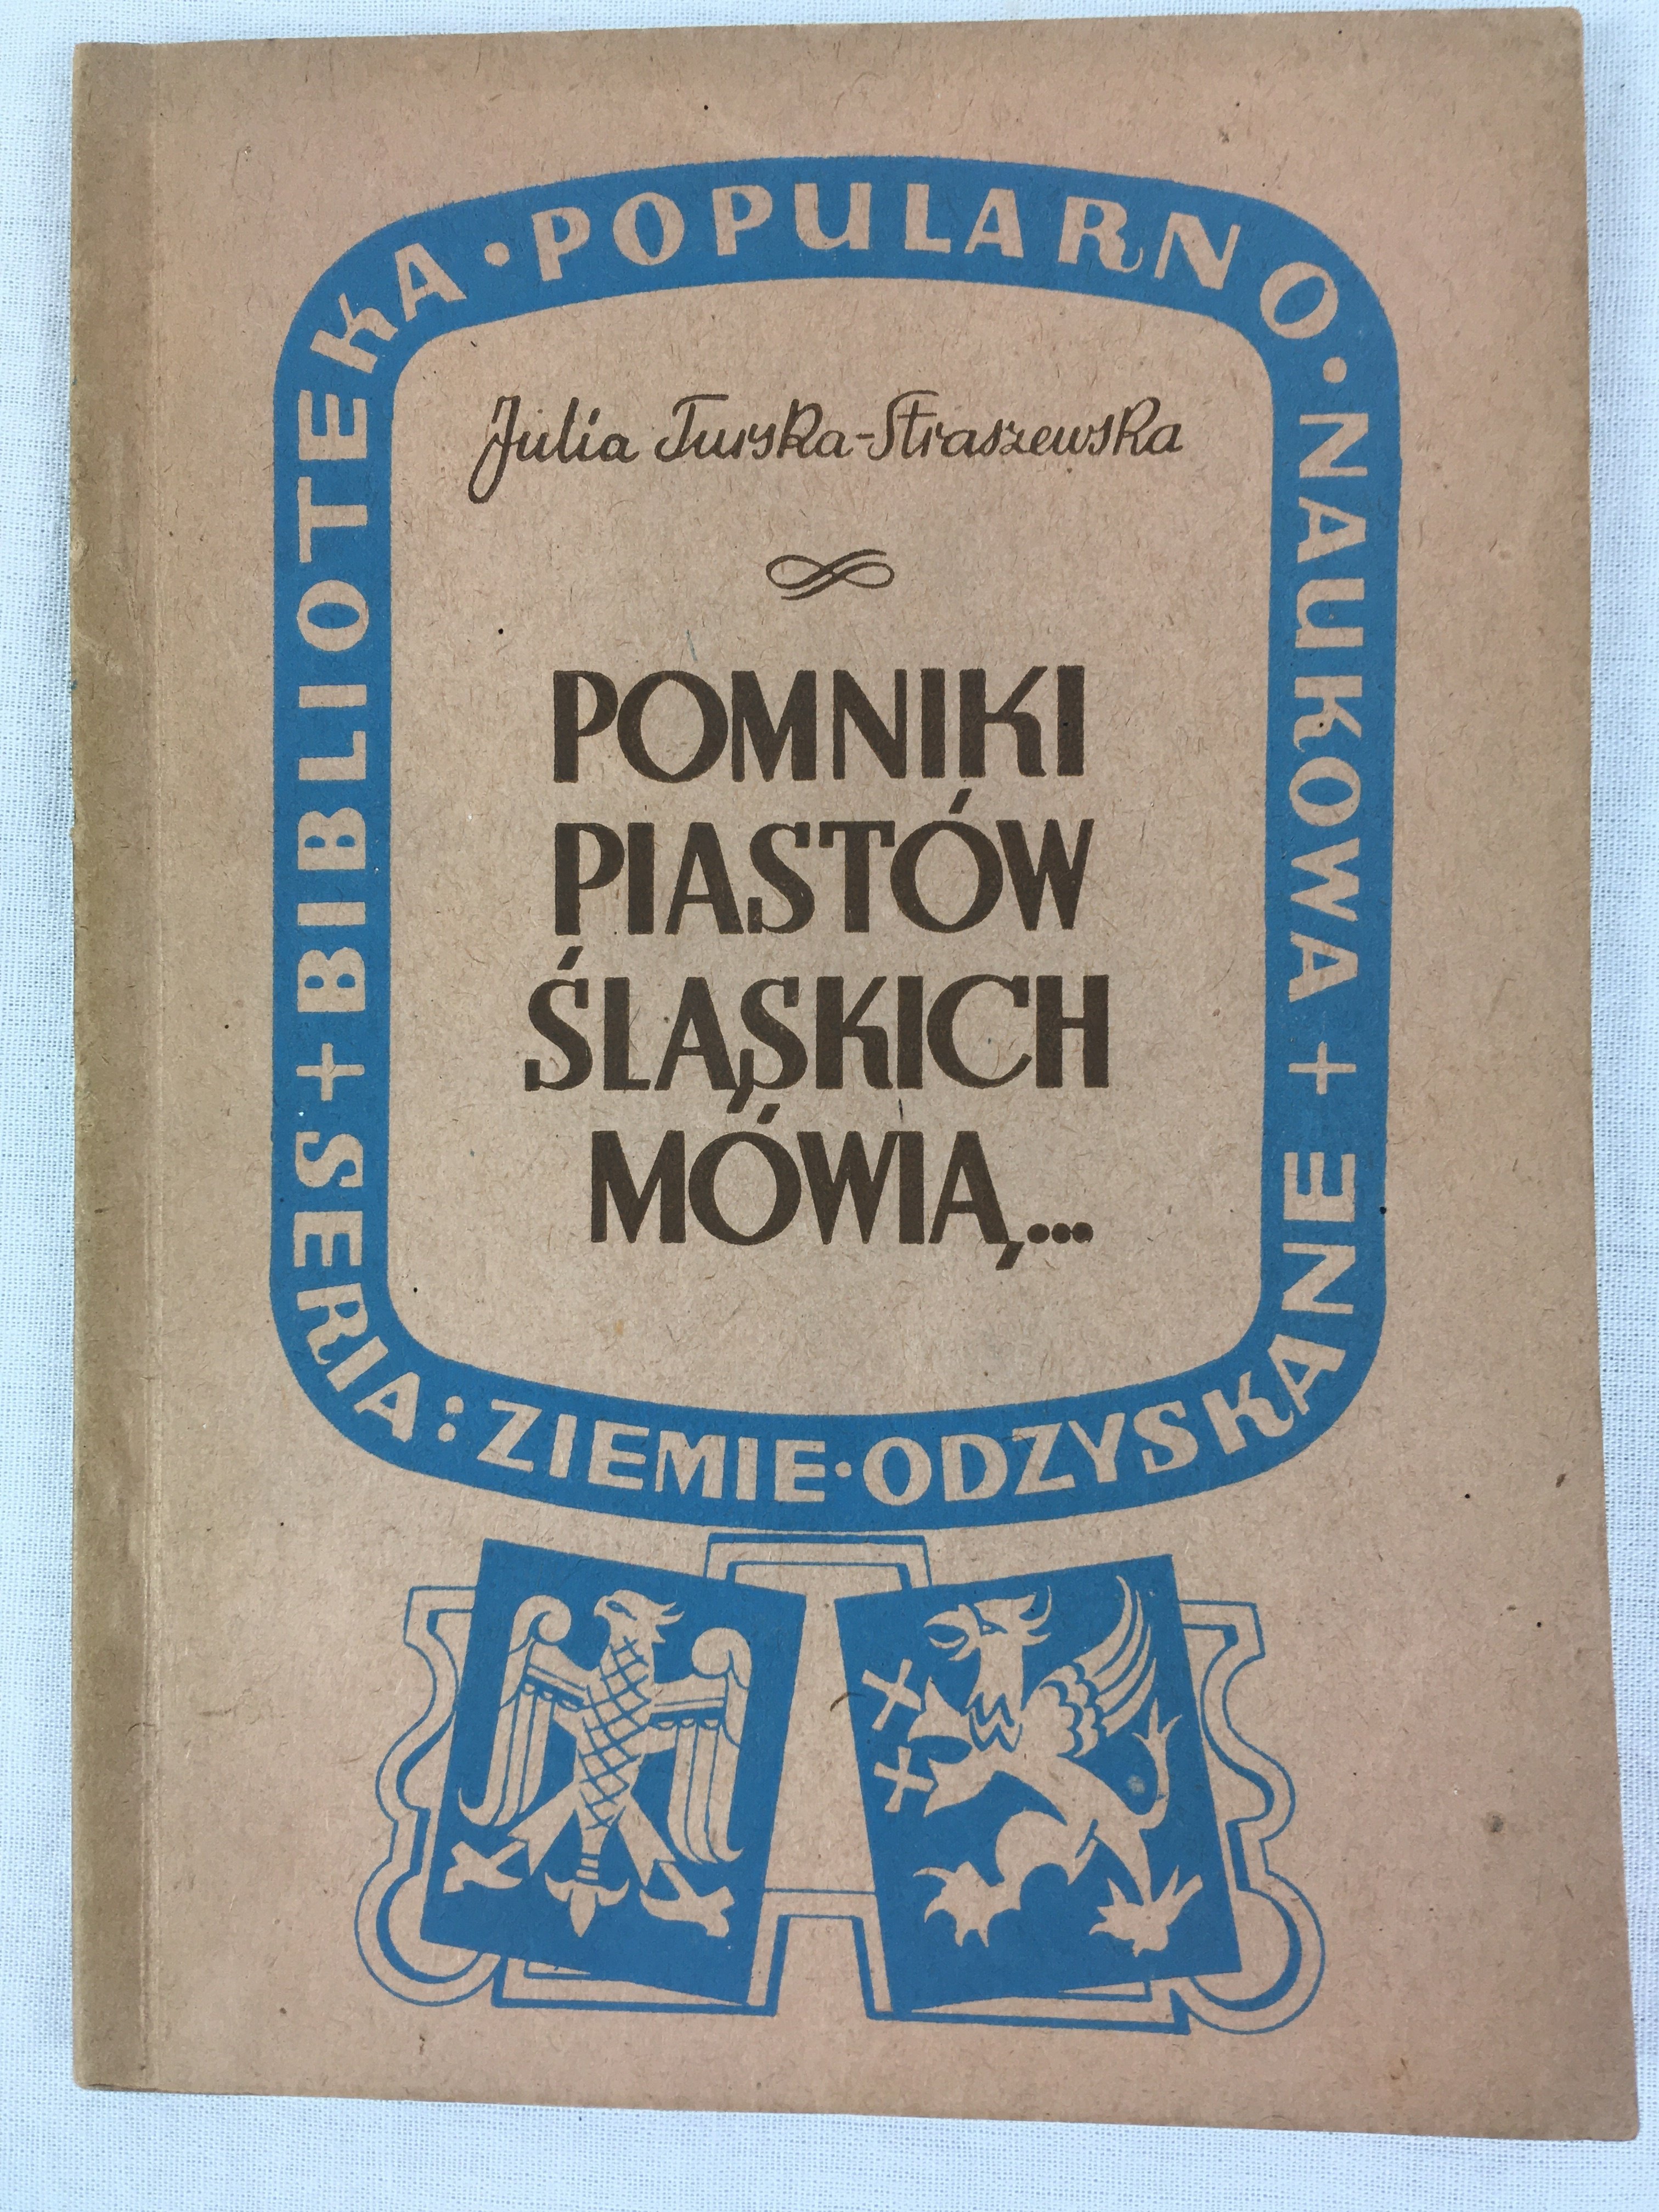 BIBLIOTEKA · POPULARNO · NAUKOWA +
SERIA: ZIEMIE · ODZYSKANE +
Julia Turska-Straszewska
POMNIKI
PIASTÓW
ŚLĄSKICH
MÓWIĄ...